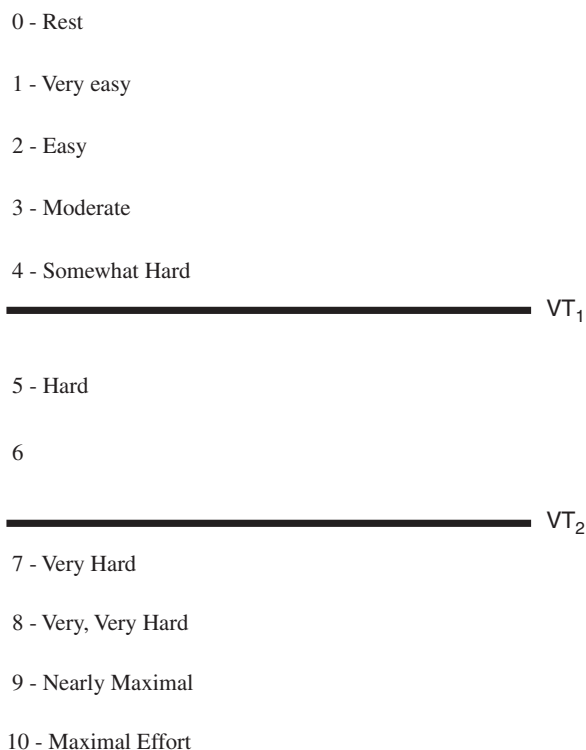 0 - Rest
1 - Very easy
2 - Easy
3 - Moderate
4 - Somewhat Hard
VT₁
5 - Hard
6
VT₂
7 - Very Hard
8 - Very, Very Hard
9 - Nearly Maximal
10 - Maximal Effort